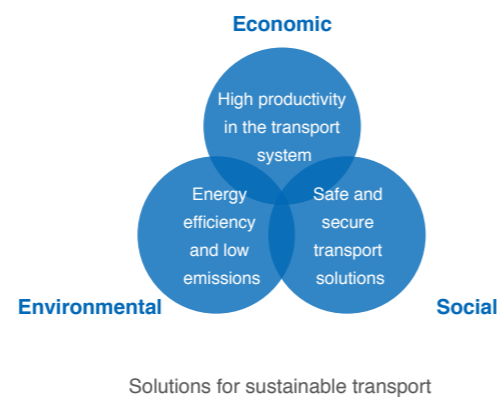 Economic
High productivity
in the transport
system
Energy
efficiency
and low
emissions
Safe and
secure
transport
solutions
Environmental
Social
Solutions for sustainable transport